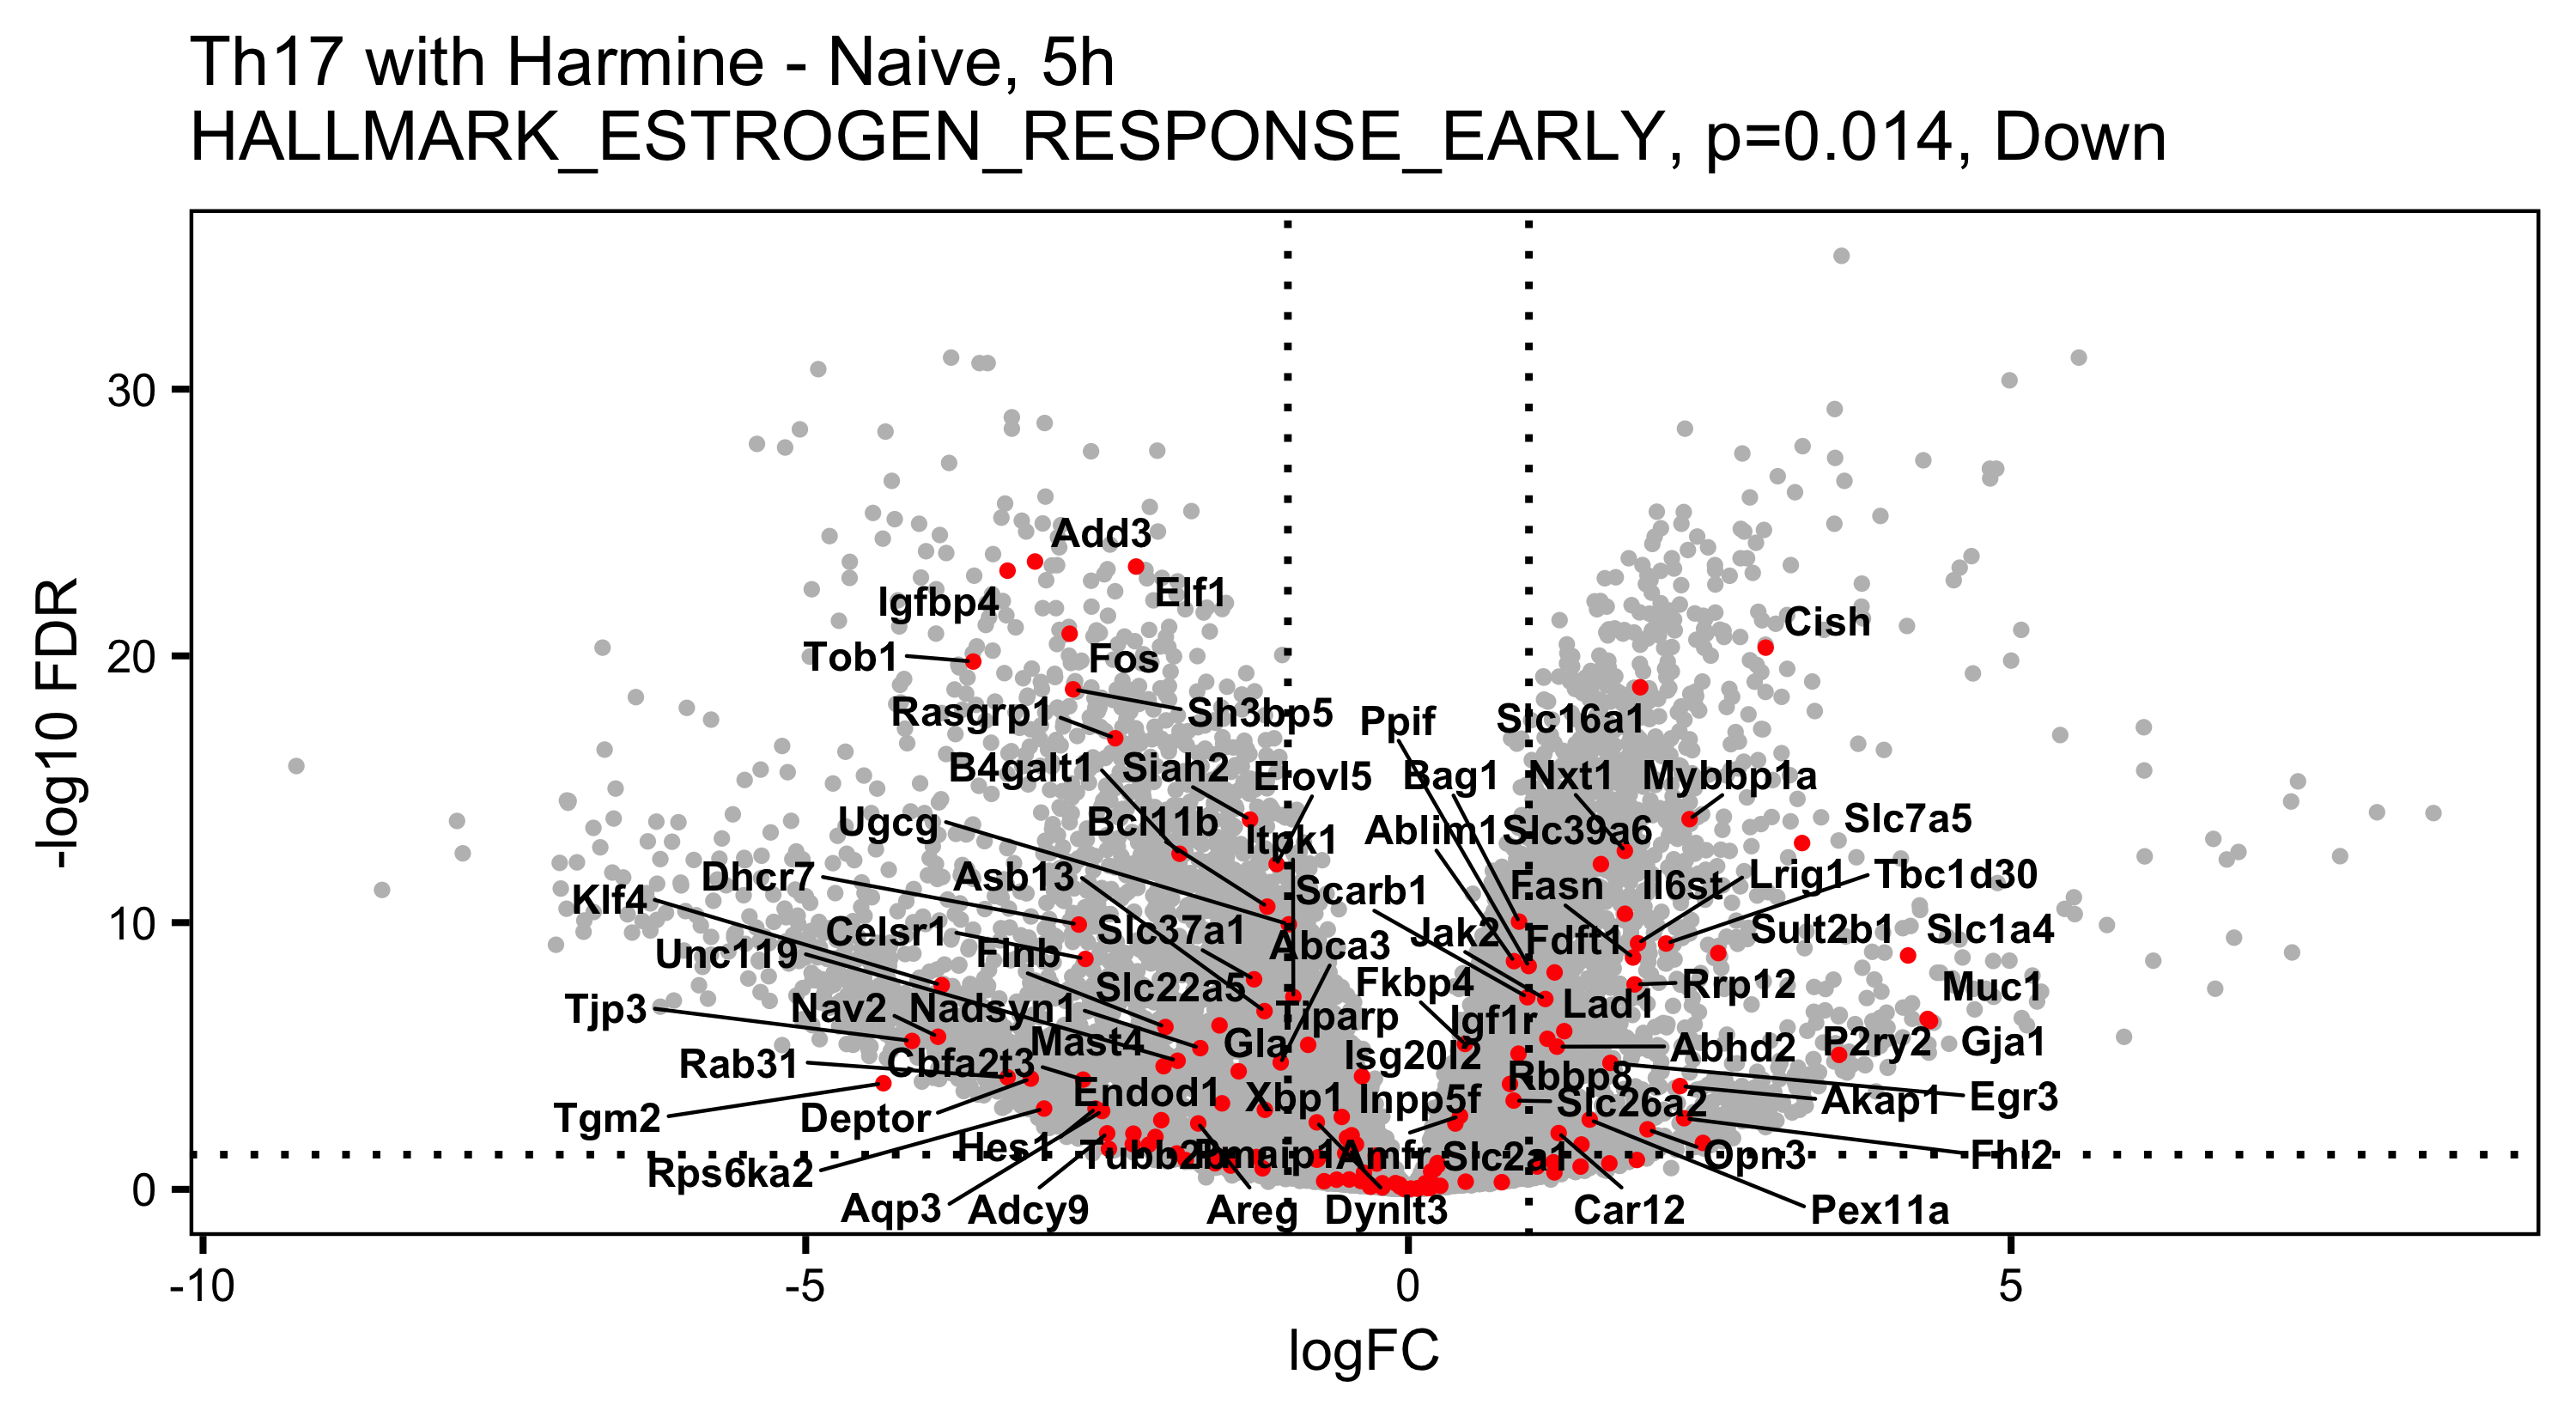 Th17 with Harmine - Naive, 5h
HALLMARK_ESTROGEN_RESPONSE_EARLY, p=0.014, Down
-log10 FDR
30
20
10
0
Add3
Elf1
Igfbp4
Cish
Tob1
Fos
Rasgrp1
Sh3bp5
Ppif
Slc16a1
B4galt1
Siah2
Elovl5
Bag1
Nxt1
Mybbp1a
Ugcg
Bcl11b
Itpk1
Ablim1
Slc39a6
Slc7a5
Dhcr7
Asb13
Scarb1
Fasn
Il6st
Lrig1
Tbc1d30
Klf4
Celsr1
Slc37a1
Jak2
Fdft1
Sult2b1
Slc1a4
Unc119
Flnb
Abca3
Slc22a5
Fkbp4
Rrp12
Muc1
Tjp3
Nav2
Nadsyn1
Tiparp
Igf1r
Lad1
Mast4
Gla
Isg20l2
Abhd2
P2ry2
Gja1
Rab31
Cbfa2t3
Endod1
Xbp1
Inpp5f
Rbbp8
Slc26a2
Akap1
Egr3
Tgm2
Deptor
Hes1
Tubb2b
Pmaip1
Amfr
Slc2a1
Opn3
Fhl2
Rps6ka2
Aqp3
Adcy9
Areg
Dynlt3
Car12
Pex11a
-10
-5
0
5
logFC